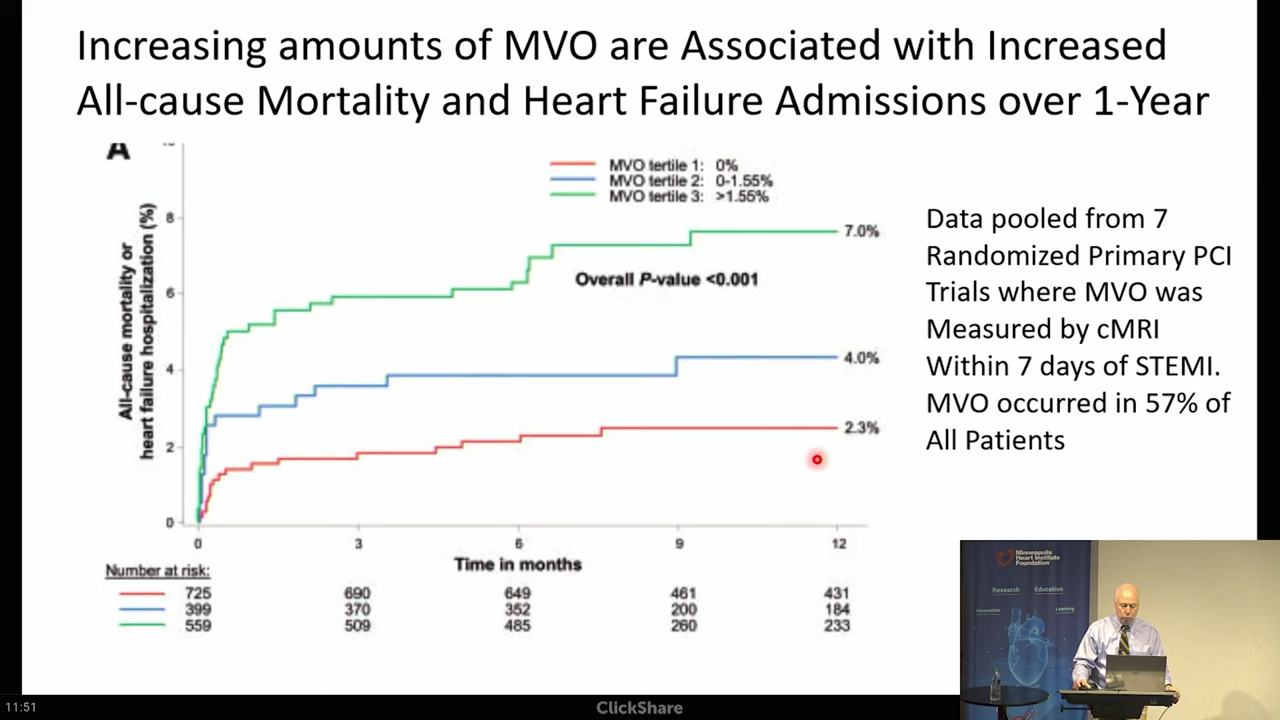 Increasing amounts of MVO are Associated with Increased
All-cause Mortality and Heart Failure Admissions over 1-Year
A
MVO tertile 1: 0%
MVO tertile 2: 0-1.55%
MVO tertile 3: >1.55%
All-cause mortality or
heart failure hospitalization (%)
8
6
4
2
0
7.0%
Overall P-value <0.001
4.0%
2.3%
0 3 6 9 12
Time in months
Number at risk:
725 690 649 461 431
399 370 352 200 184
559 509 485 260 233
Data pooled from 7
Randomized Primary PCI
Trials where MVO was
Measured by cMRI
Within 7 days of STEMI.
MVO occurred in 57% of
All Patients
Minneapolis
Heart Institute
Foundation
Research Education
Innovation Learning
11:51
ClickShare